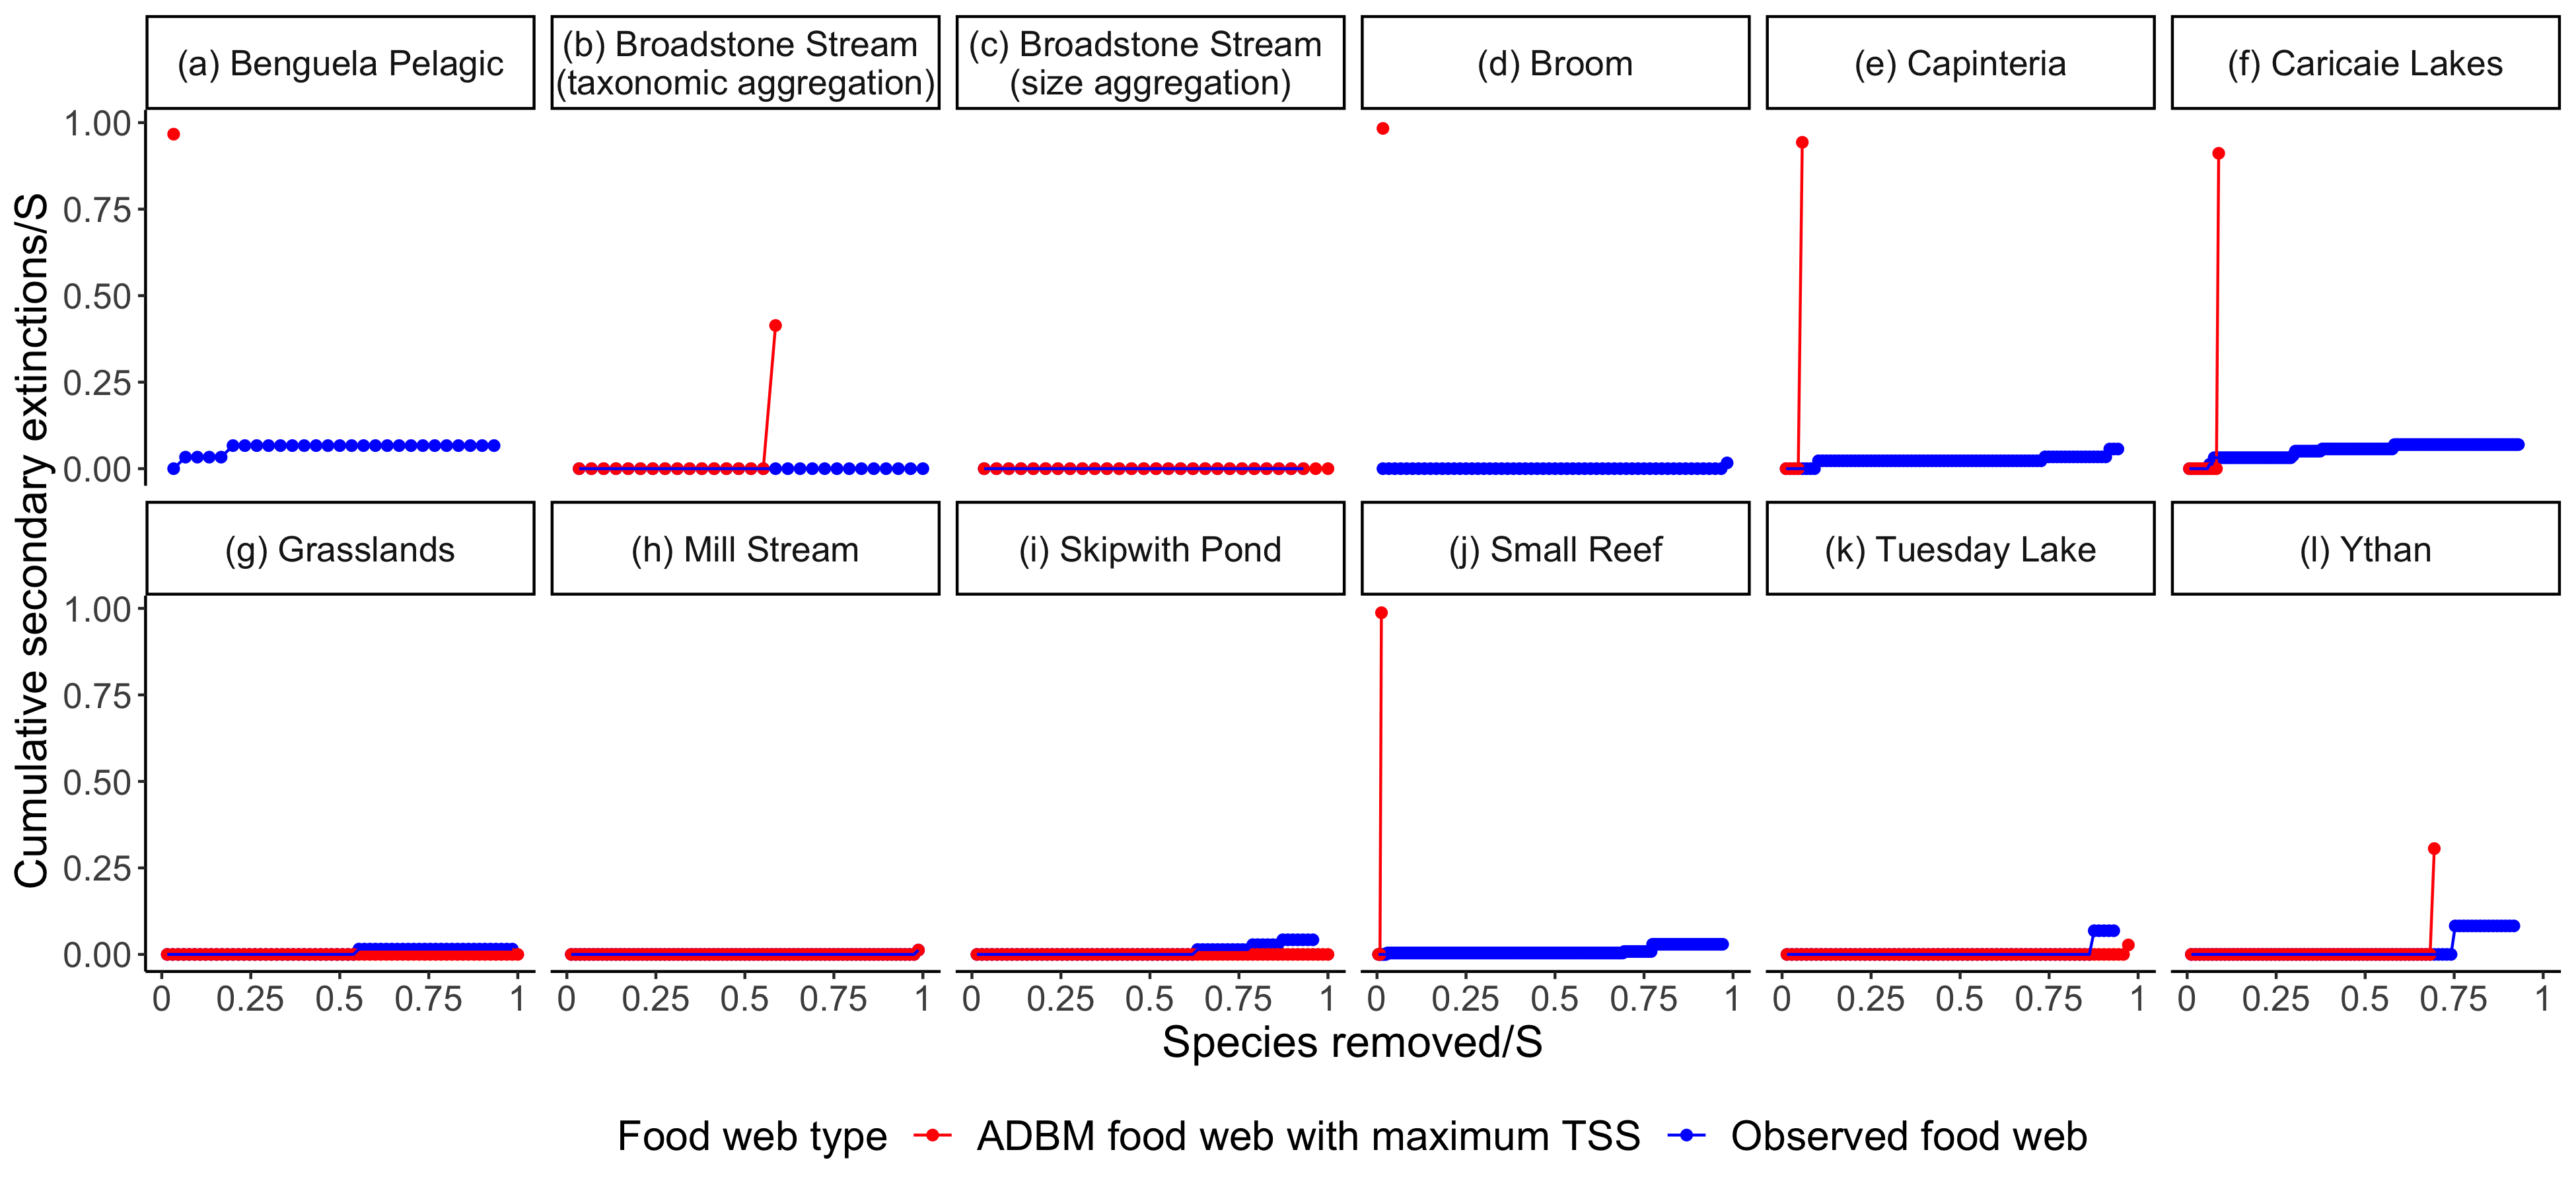 (a) Benguela Pelagic
(b) Broadstone Stream
(taxonomic aggregation)
(c) Broadstone Stream
(size aggregation)
(d) Broom
(e) Capinteria
(f) Caricaie Lakes
Cumulative secondary extinctions/S
1.00
0.75
0.50
0.25
0.00
(g) Grasslands
(h) Mill Stream
(i) Skipwith Pond
(j) Small Reef
(k) Tuesday Lake
(l) Ythan
1.00
0.75
0.50
0.25
0.00
0 0.25 0.5 0.75 1
0 0.25 0.5 0.75 1
0 0.25 0.5 0.75 1
0 0.25 0.5 0.75 1
0 0.25 0.5 0.75 1
0 0.25 0.5 0.75 1
Species removed/S
Food web type ADBM food web with maximum TSS Observed food web